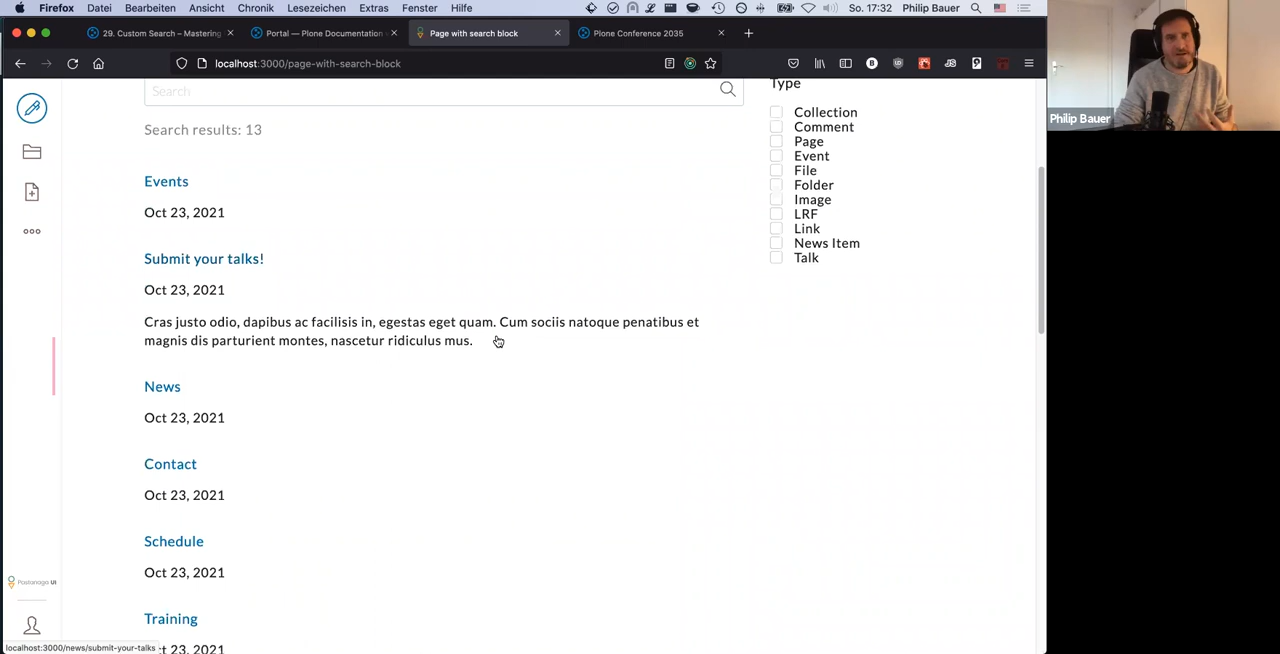 Firefox Datei Bearbeiten Ansicht Chronik Lesezeichen Extras Fenster Hilfe So. 17:32 Philip Bauer
29. Custom Search – Mastering Portal — Plone Documentation Page with search block Plone Conference 2035
localhost:3000/page-with-search-block
Philip Bauer
Search
Search results: 13
Events
Oct 23, 2021
Submit your talks!
Oct 23, 2021
Cras justo odio, dapibus ac facilisis in, egestas eget quam. Cum sociis natoque penatibus et
magnis dis parturient montes, nascetur ridiculus mus.
News
Oct 23, 2021
Contact
Oct 23, 2021
Schedule
Oct 23, 2021
Training
Oct 23, 2021
Type
Collection
Comment
Page
Event
File
Folder
Image
LRF
Link
News Item
Talk
Pastanaga UI
localhost:3000/news/submit-your-talks